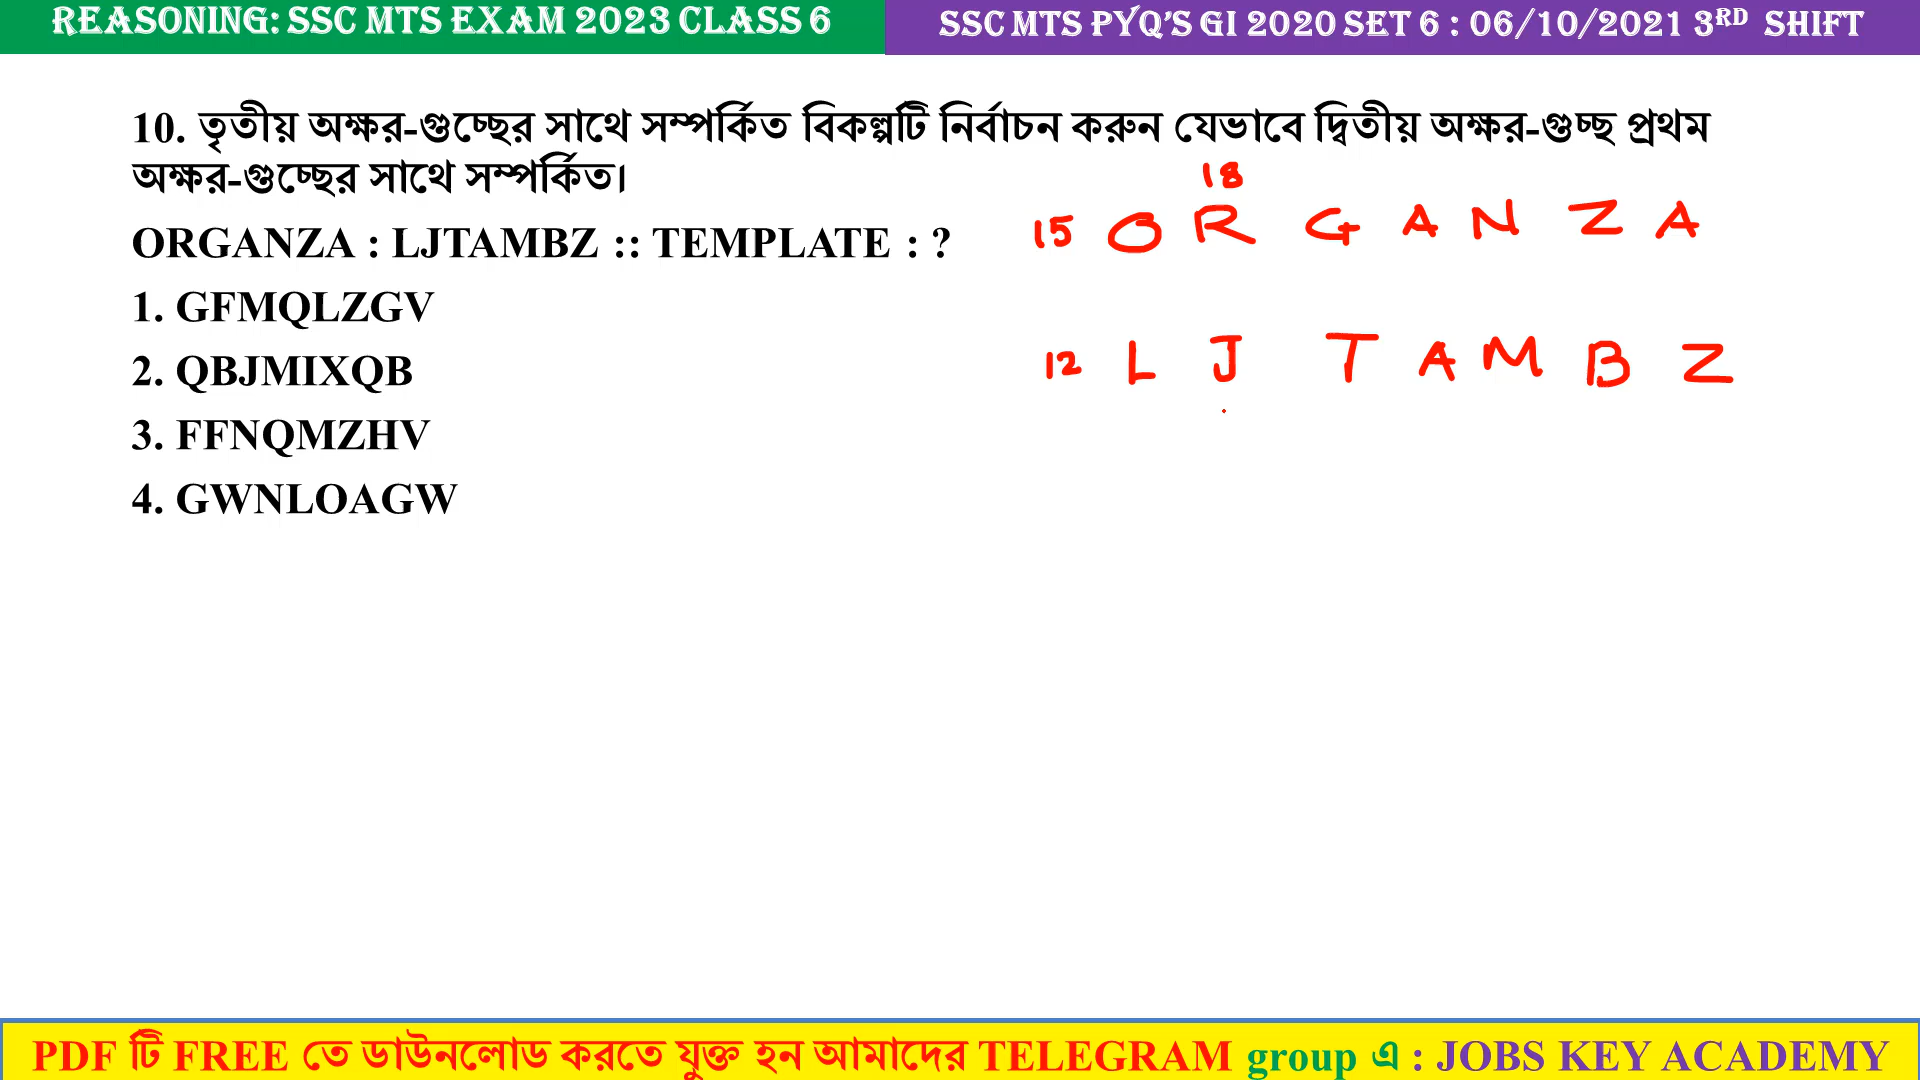 REASONING: SSC MTS EXAM 2023 CLASS 6
SSC MTS PYQ'S GI 2020 SET 6 : 06/10/2021 3RD SHIFT
10. তৃতীয় অক্ষর-গুচ্ছের সাথে সম্পর্কিত বিকল্পটি নির্বাচন করুন যেভাবে দ্বিতীয় অক্ষর-গুচ্ছ প্রথম
অক্ষর-গুচ্ছের সাথে সম্পর্কিত।
ORGANZA : LJTAMBZ :: TEMPLATE : ?
1. GFMQLZGV
2. QBJMIXQB
3. FFNQMZHV
4. GWNLOAGW
18
15 O R G A N Z A
12 L J T A M B Z
PDF টি FREE তে ডাউনলোড করতে যুক্ত হন আমাদের TELEGRAM group এ : JOBS KEY ACADEMY